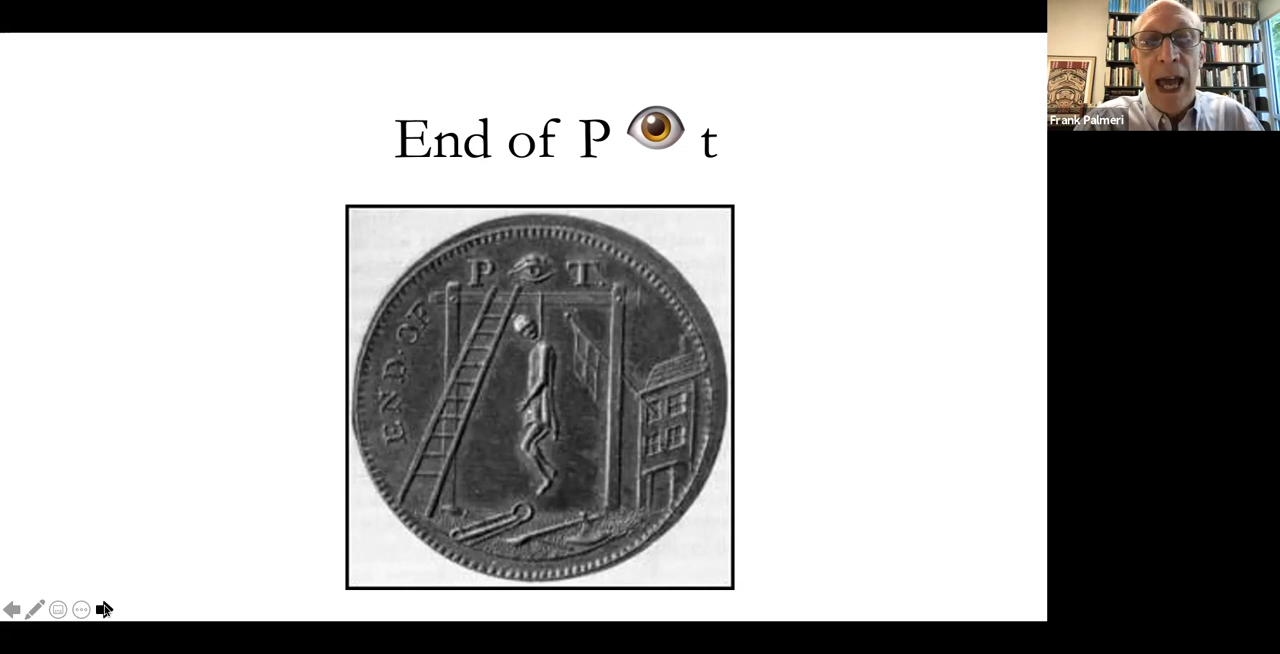 End of P 👁 t
Frank Palmeri
END. OF P T.